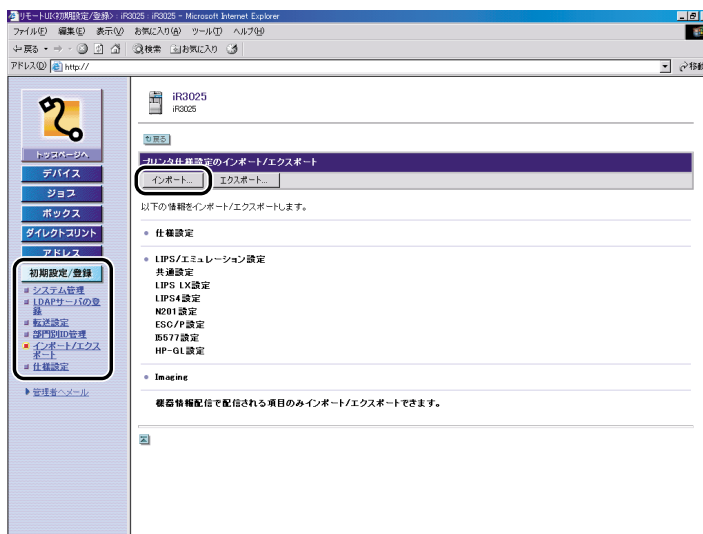 リモートUI<初期設定/登録> : iR3025 : iR3025 - Microsoft Internet Explorer
ファイル(F) 編集(E) 表示(V) お気に入り(A) ツール(T) ヘルプ(H)
戻る 検索 お気に入り
アドレス(D) http:// 移動
iR3025
iR3025
戻る
トップページへ
デバイス
ジョブ
ボックス
ダイレクトプリント
アドレス
初期設定/登録
システム管理
LDAPサーバの登
録
転送設定
部門別ID管理
インポート/エクス
ポート
仕様設定
管理者へメール
プリンタ仕様設定のインポート/エクスポート
インポート... エクスポート...
以下の情報をインポート/エクスポートします。
仕様設定
LIPS/エミュレーション設定
共通設定
LIPS LX設定
LIPS4設定
N201設定
ESC/P設定
I5577設定
HP-GL設定
Imaging
機器情報配信で配信される項目のみインポート/エクスポートできます。